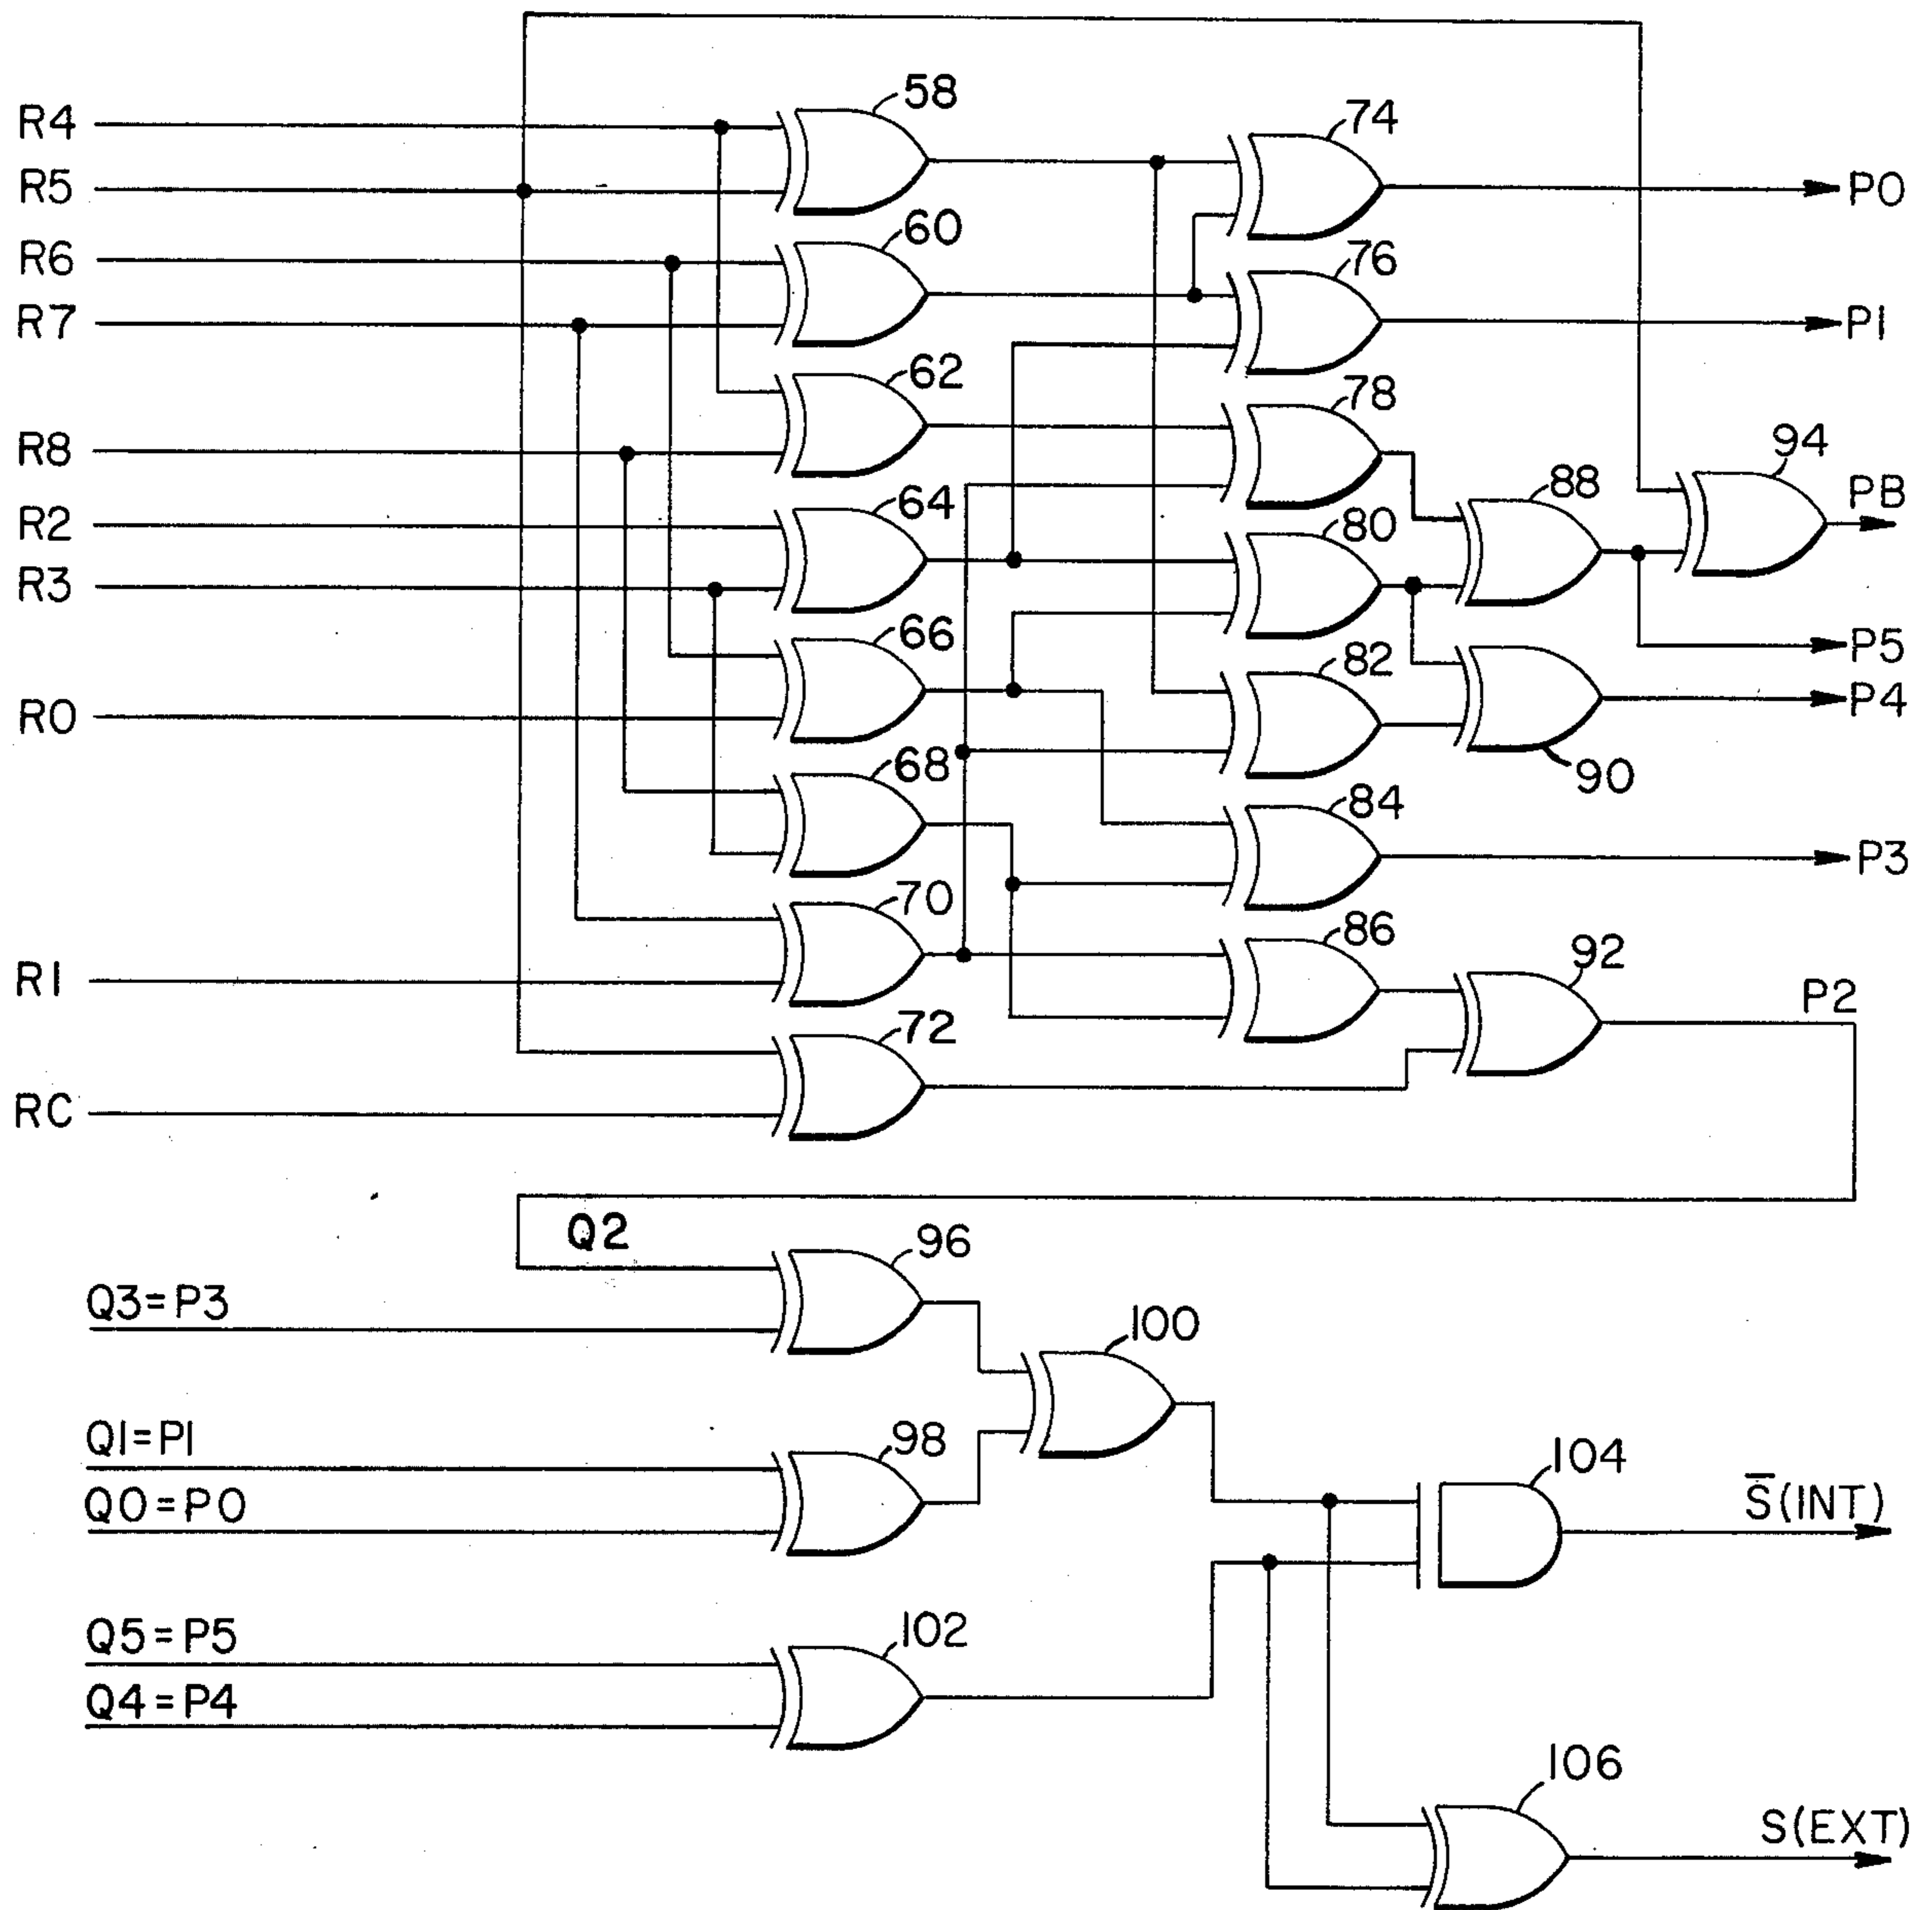 58
74
R4
R5
P0
60
R6
76
R7
P1
62
78
R8
94
64
88
PB
R2
80
R3
66
P5
82
P4
R0
68
90
84
P3
70
86
92
R1
P2
72
RC
Q2
96
Q3=P3
100
Q1=P1
98
104
Q0=P0
S̅(INT)
Q5=P5
102
Q4=P4
106
S(EXT)